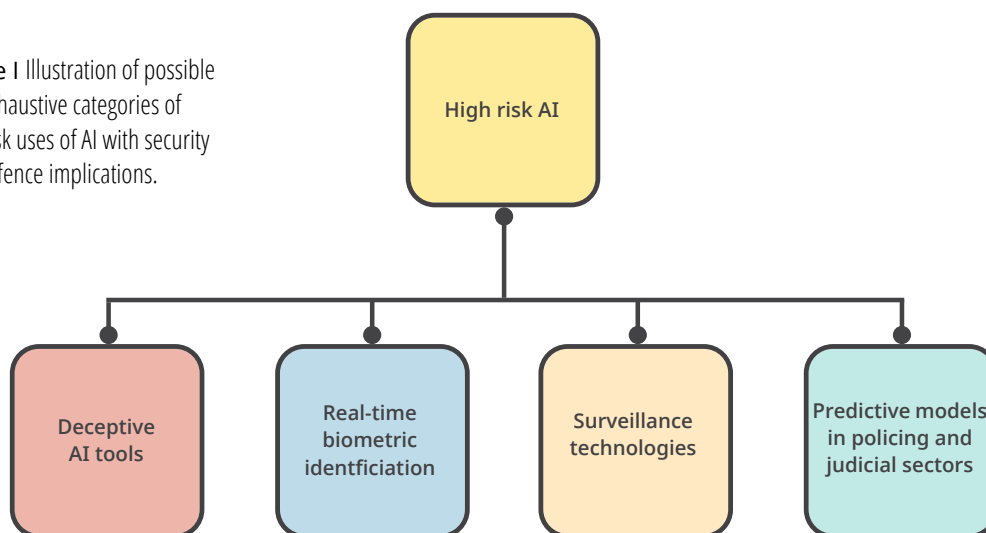 e I Illustration of possible
haustive categories of
sk uses of AI with security
fence implications.
High risk AI
Deceptive
AI tools
Real-time
biometric
identficiation
Surveillance
technologies
Predictive models
in policing and
judicial sectors